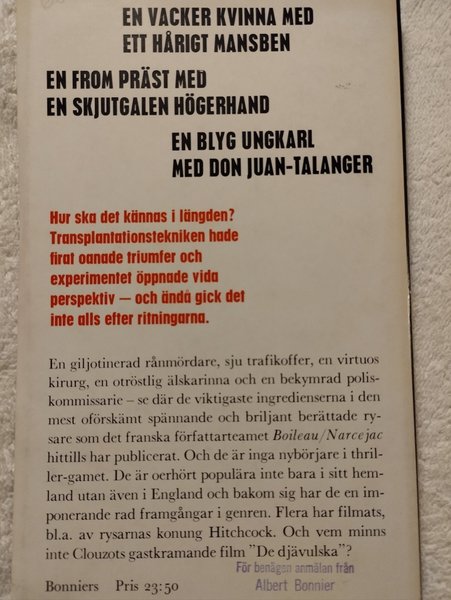 EN VACKER KVINNA MED
ETT HÅRIGT MANSBEN
EN FROM PRÄST MED
EN SKJUTGALEN HÖGERHAND
EN BLYG UNGKARL
MED DON JUAN-TALANGER
Hur ska det kännas i längden?
Transplantationstekniken hade
firat oanade triumfer och
experimentet öppnade vida
perspektiv — och ändå gick det
inte alls efter ritningarna.
En giljotinerad rånmördare, sju trafikoffer, en virtuos
kirurg, en otröstlig älskarinna och en bekymrad polis-
kommissarie – se där de viktigaste ingredienserna i den
mest oförskämt spännande och briljant berättade ry-
sare som det franska författarteamet Boileau/Narcejac
hittills har publicerat. Och de är inga nybörjare i thril-
ler-gamet. De är oerhört populära inte bara i sitt hem-
land utan även i England och bakom sig har de en im-
ponerande rad framgångar i genren. Flera har filmats,
bl.a. av rysarnas konung Hitchcock. Och vem minns
inte Clouzots gastkramande film "De djävulska"?
För benägen anmälan från
Bonniers Pris 23:50 Albert Bonnier